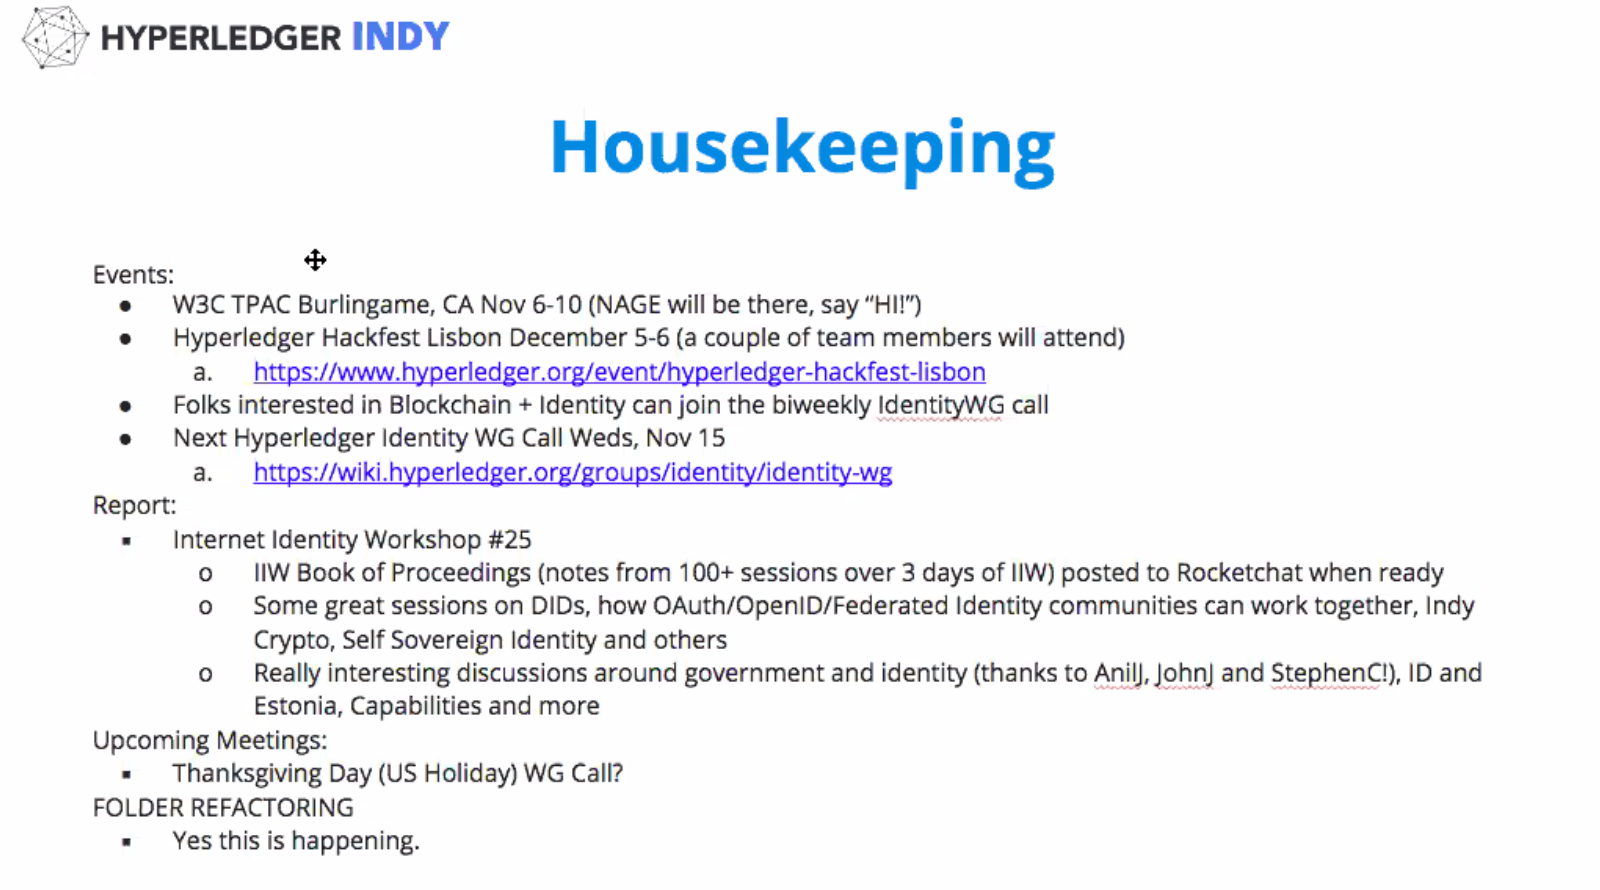 HYPERLEDGER INDY
Housekeeping
Events:
● W3C TPAC Burlingame, CA Nov 6-10 (NAGE will be there, say “HI!”)
● Hyperledger Hackfest Lisbon December 5-6 (a couple of team members will attend)
a. https://www.hyperledger.org/event/hyperledger-hackfest-lisbon
● Folks interested in Blockchain + Identity can join the biweekly IdentityWG call
● Next Hyperledger Identity WG Call Weds, Nov 15
a. https://wiki.hyperledger.org/groups/identity/identity-wg
Report:
▪ Internet Identity Workshop #25
o IIW Book of Proceedings (notes from 100+ sessions over 3 days of IIW) posted to Rocketchat when ready
o Some great sessions on DIDs, how OAuth/OpenID/Federated Identity communities can work together, Indy
Crypto, Self Sovereign Identity and others
o Really interesting discussions around government and identity (thanks to AnilJ, JohnJ and StephenC!), ID and
Estonia, Capabilities and more
Upcoming Meetings:
▪ Thanksgiving Day (US Holiday) WG Call?
FOLDER REFACTORING
▪ Yes this is happening.